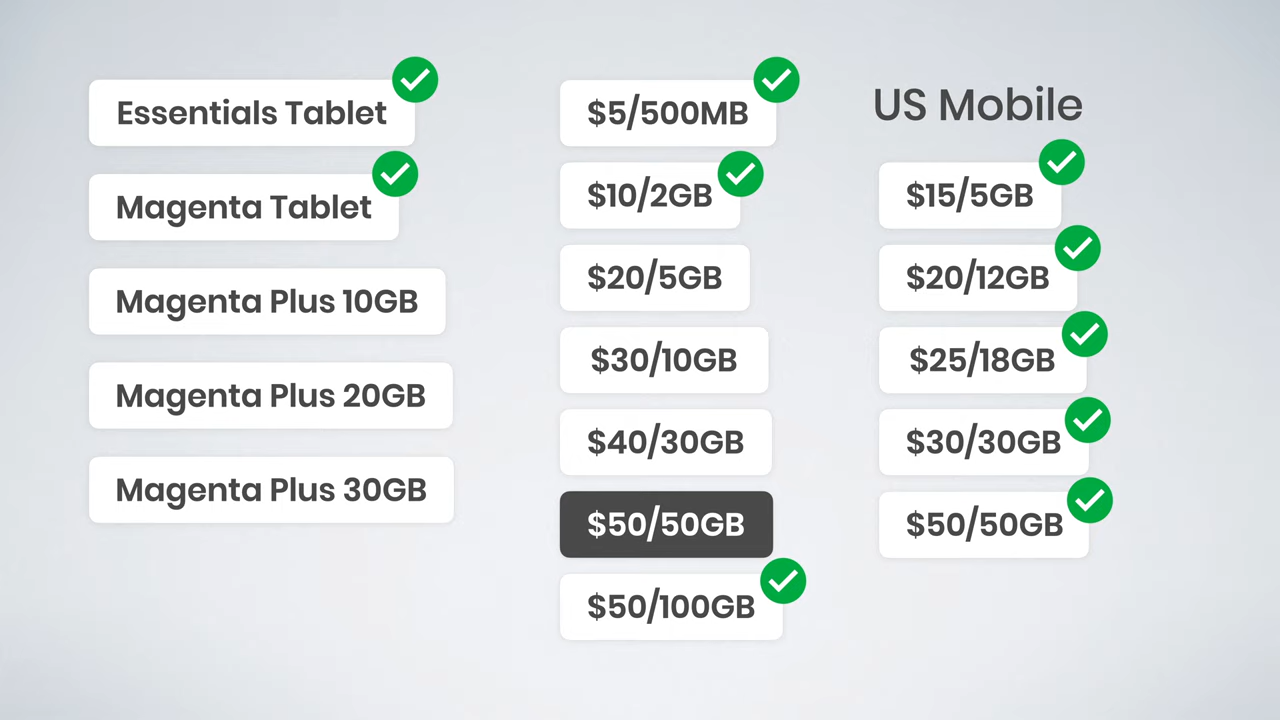 Essentials Tablet
Magenta Tablet
Magenta Plus 10GB
Magenta Plus 20GB
Magenta Plus 30GB
$5/500MB
$10/2GB
$20/5GB
$30/10GB
$40/30GB
$50/50GB
$50/100GB
US Mobile
$15/5GB
$20/12GB
$25/18GB
$30/30GB
$50/50GB